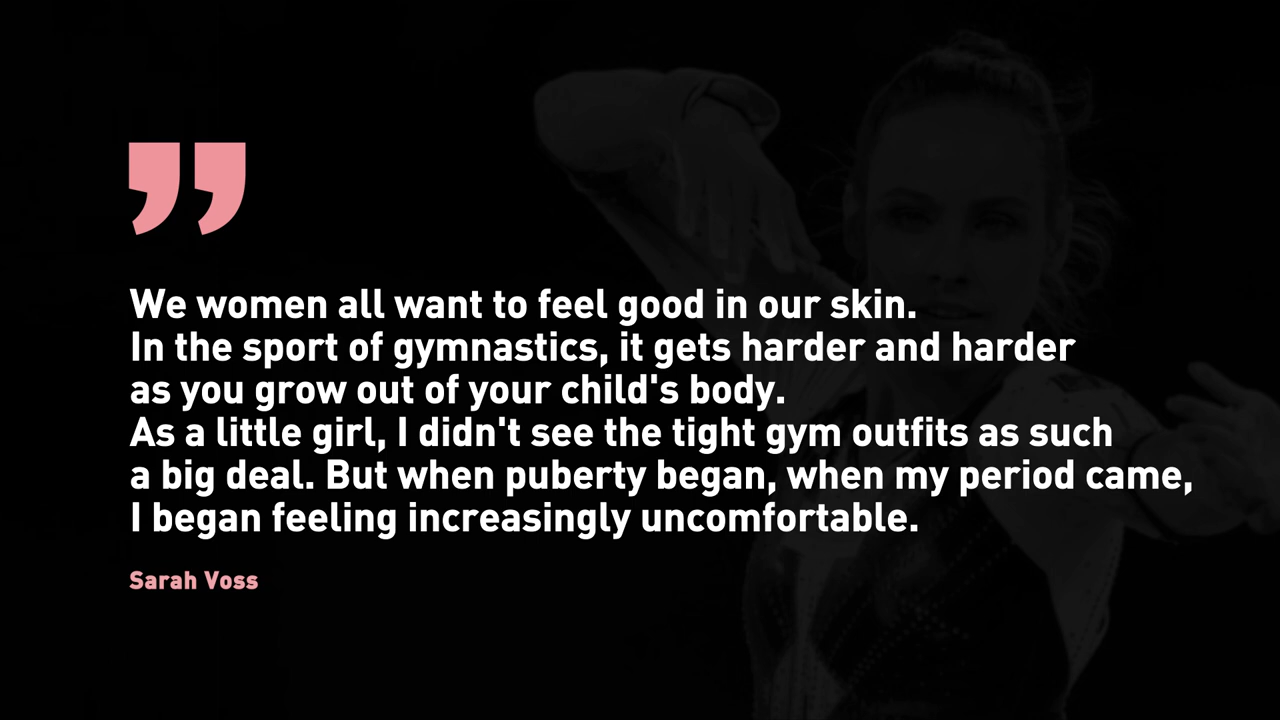 ”
We women all want to feel good in our skin.
In the sport of gymnastics, it gets harder and harder
as you grow out of your child's body.
As a little girl, I didn't see the tight gym outfits as such
a big deal. But when puberty began, when my period came,
I began feeling increasingly uncomfortable.
Sarah Voss